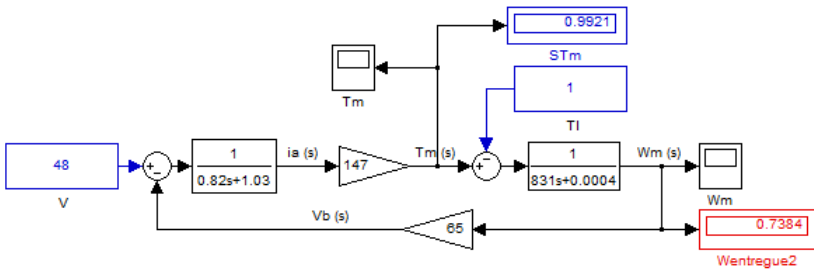 0.9921
STm
Tm
1
Tl
48
V
1
0.82s+1.03
ia (s)
147
Tm (s)
1
831s+0.0004
Wm (s)
Wm
Vb (s)
65
0.7384
Wentregue2